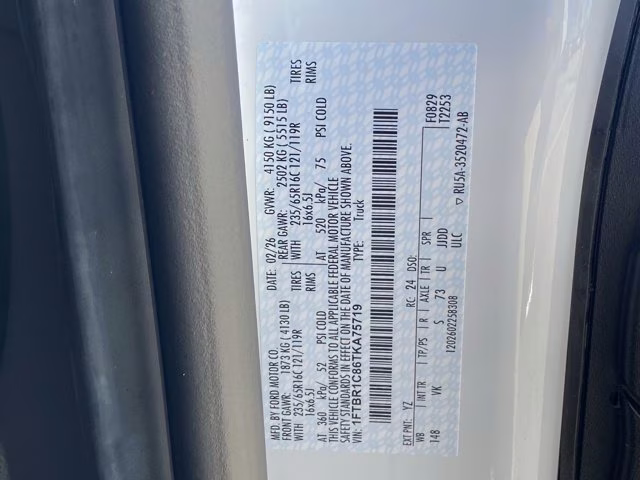 MFD. BY FORD MOTOR CO. DATE: 02/26 GVWR: 4150 KG ( 9150 LB)
FRONT GAWR: 1873 KG ( 4130 LB) REAR GAWR: 2502 KG ( 5515 LB)
WITH 235/65R16C 121/119R TIRES WITH 235/65R16C 121/119R TIRES
16x6.5J RIMS 16x6.5J RIMS
AT 360 kPa/ 52 PSI COLD AT 520 kPa/ 75 PSI COLD
THIS VEHICLE CONFORMS TO ALL APPLICABLE FEDERAL MOTOR VEHICLE
SAFETY STANDARDS IN EFFECT ON THE DATE OF MANUFACTURE SHOWN ABOVE.
VIN: 1FTBR1C86TKA75719 TYPE: Truck
EXT PNT: YZ RC: 24 DSO: F0829
WB INT TR TP/PS R AXLE TR SPR T2253
148 VK S 73 U JJDD
ULC
1202602258308 ▽ RU5A-3520472-AB